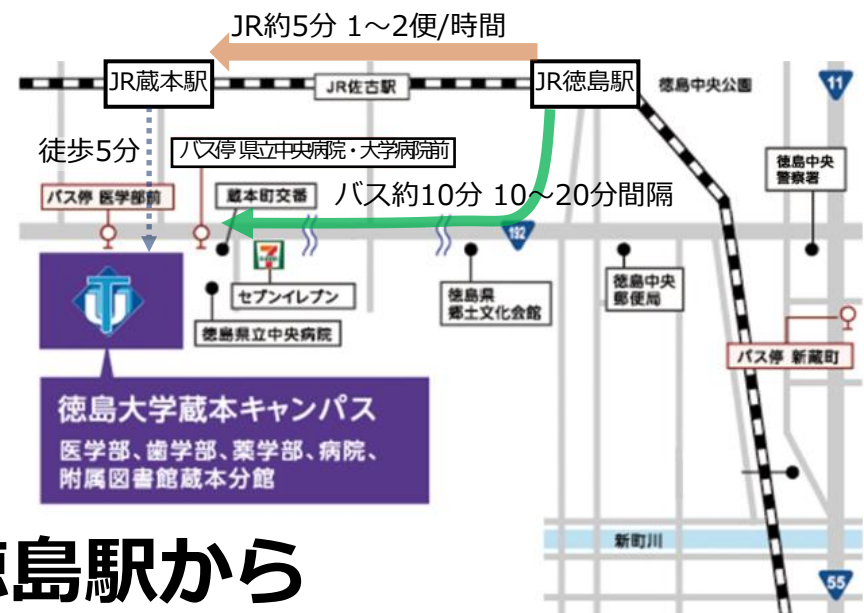 JR約5分 1～2便/時間
JR蔵本駅
JR佐古駅
JR徳島駅
徳島中央公園
11
徒歩5分
バス停 県立中央病院・大学病院前
徳島中央
警察署
バス停 医学部前
蔵本町交番
バス約10分 10～20分間隔
192
7
セブンイレブン
徳島県立中央病院
徳島県
郷土文化会館
徳島中央
郵便局
バス停 新蔵町
徳島大学蔵本キャンパス
医学部、歯学部、薬学部、病院、
附属図書館蔵本分館
新町川
徳島駅から
55